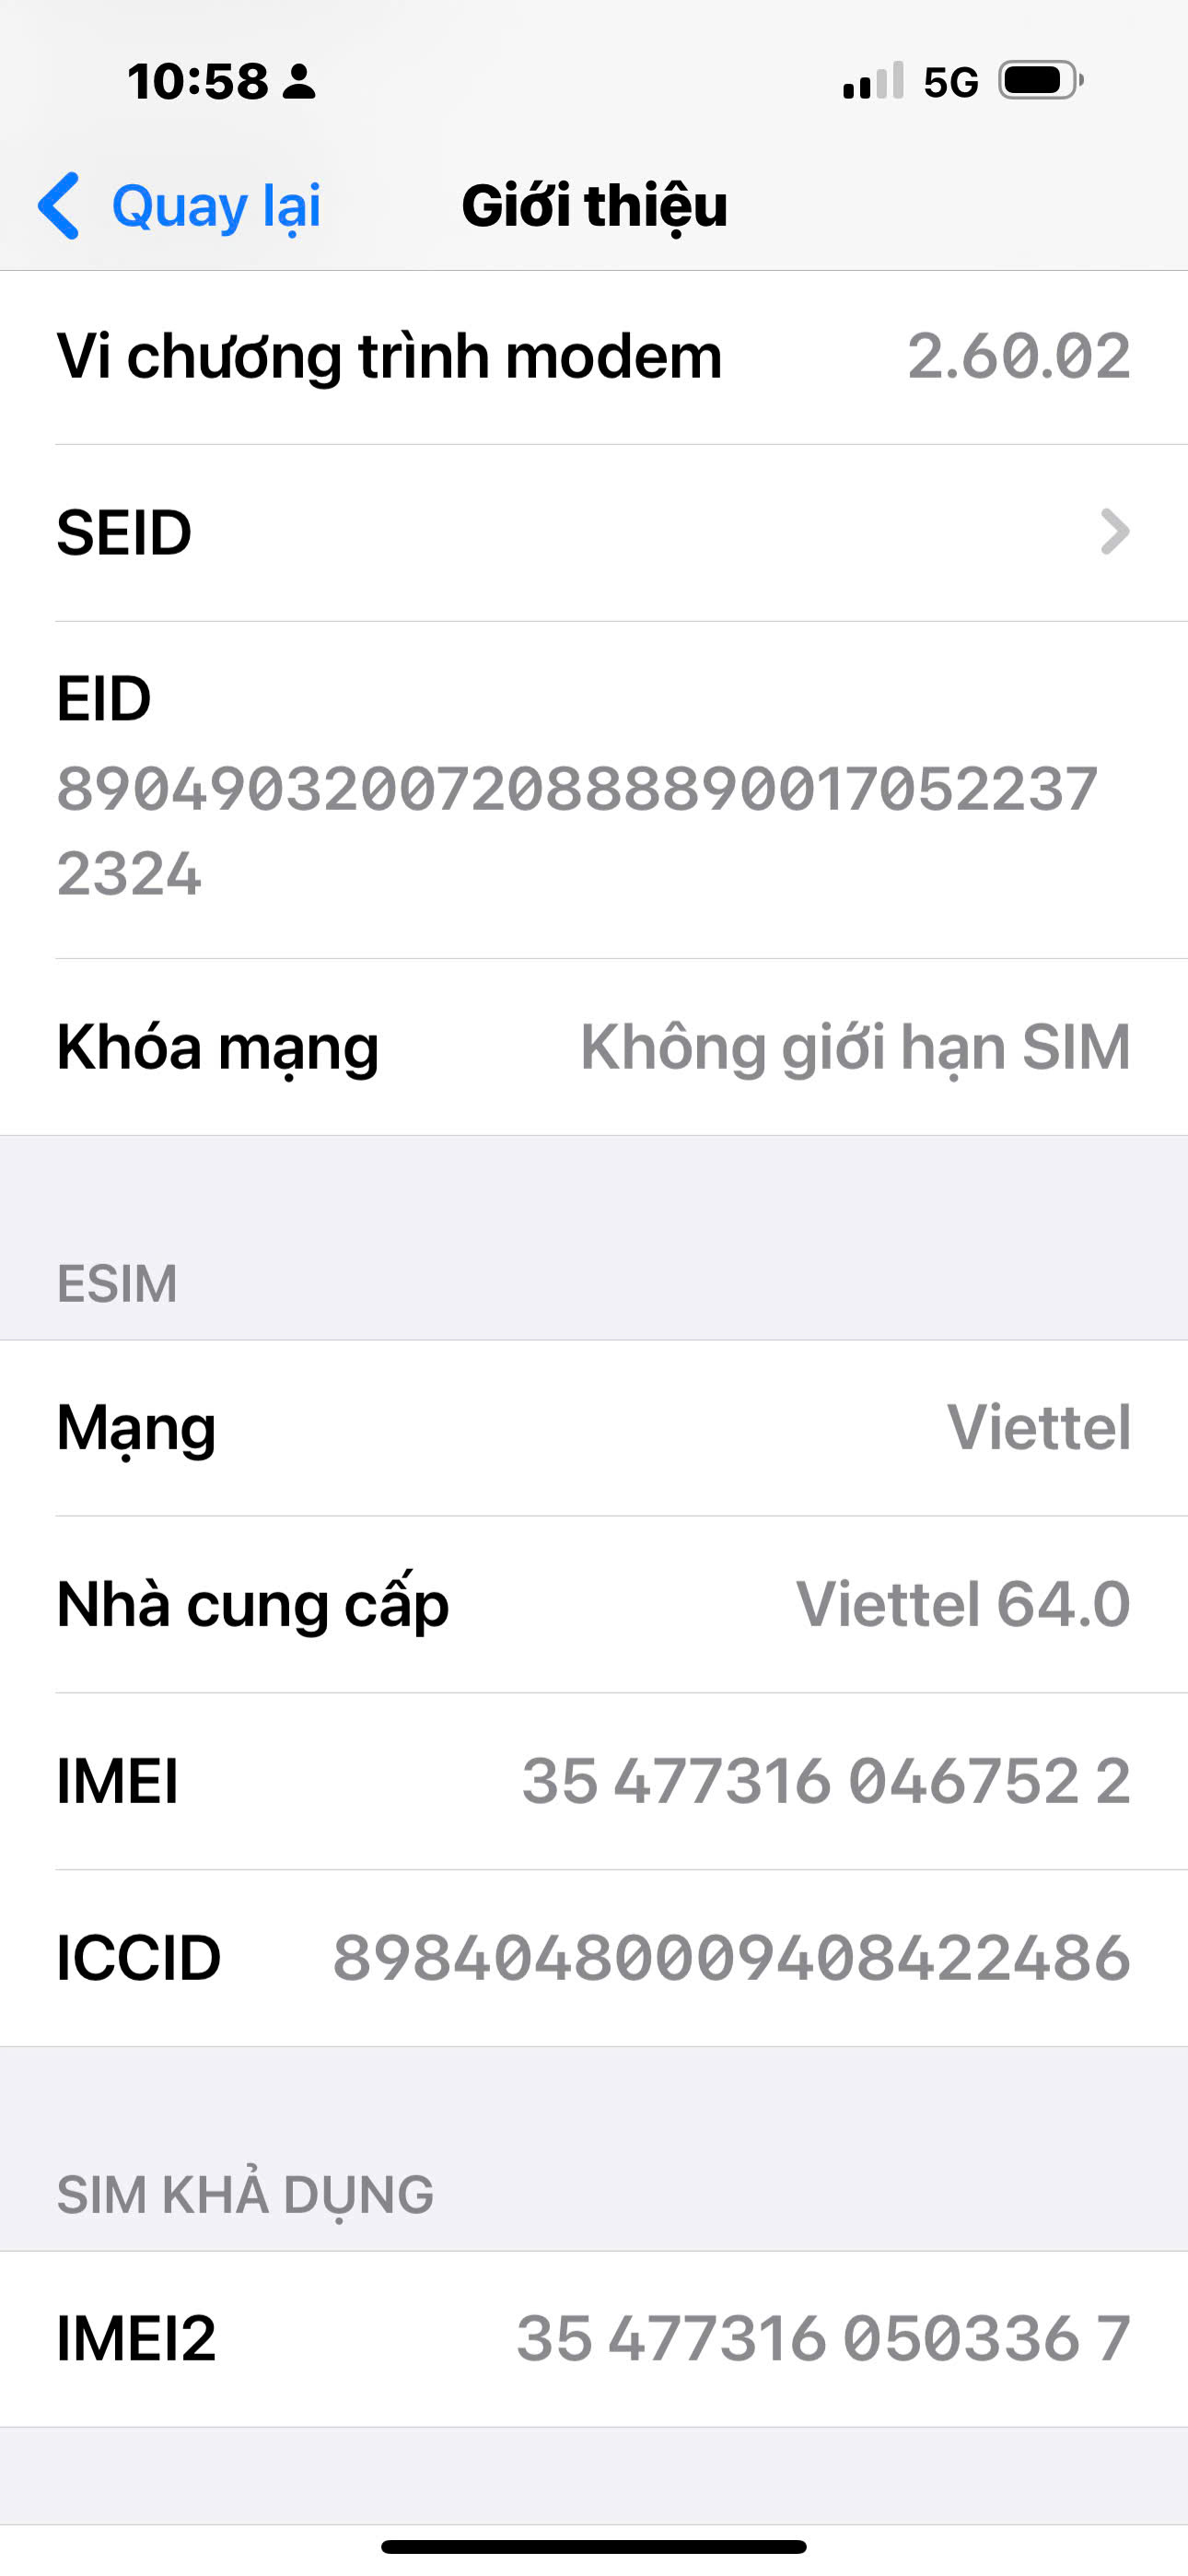 10:58
5G
Quay lại
Giới thiệu
Vi chương trình modem 2.60.02
SEID
EID
8904903200720888890017052237
2324
Khóa mạng Không giới hạn SIM
ESIM
Mạng Viettel
Nhà cung cấp Viettel 64.0
IMEI 35 477316 046752 2
ICCID 89840480009408422486
SIM KHẢ DỤNG
IMEI2 35 477316 050336 7